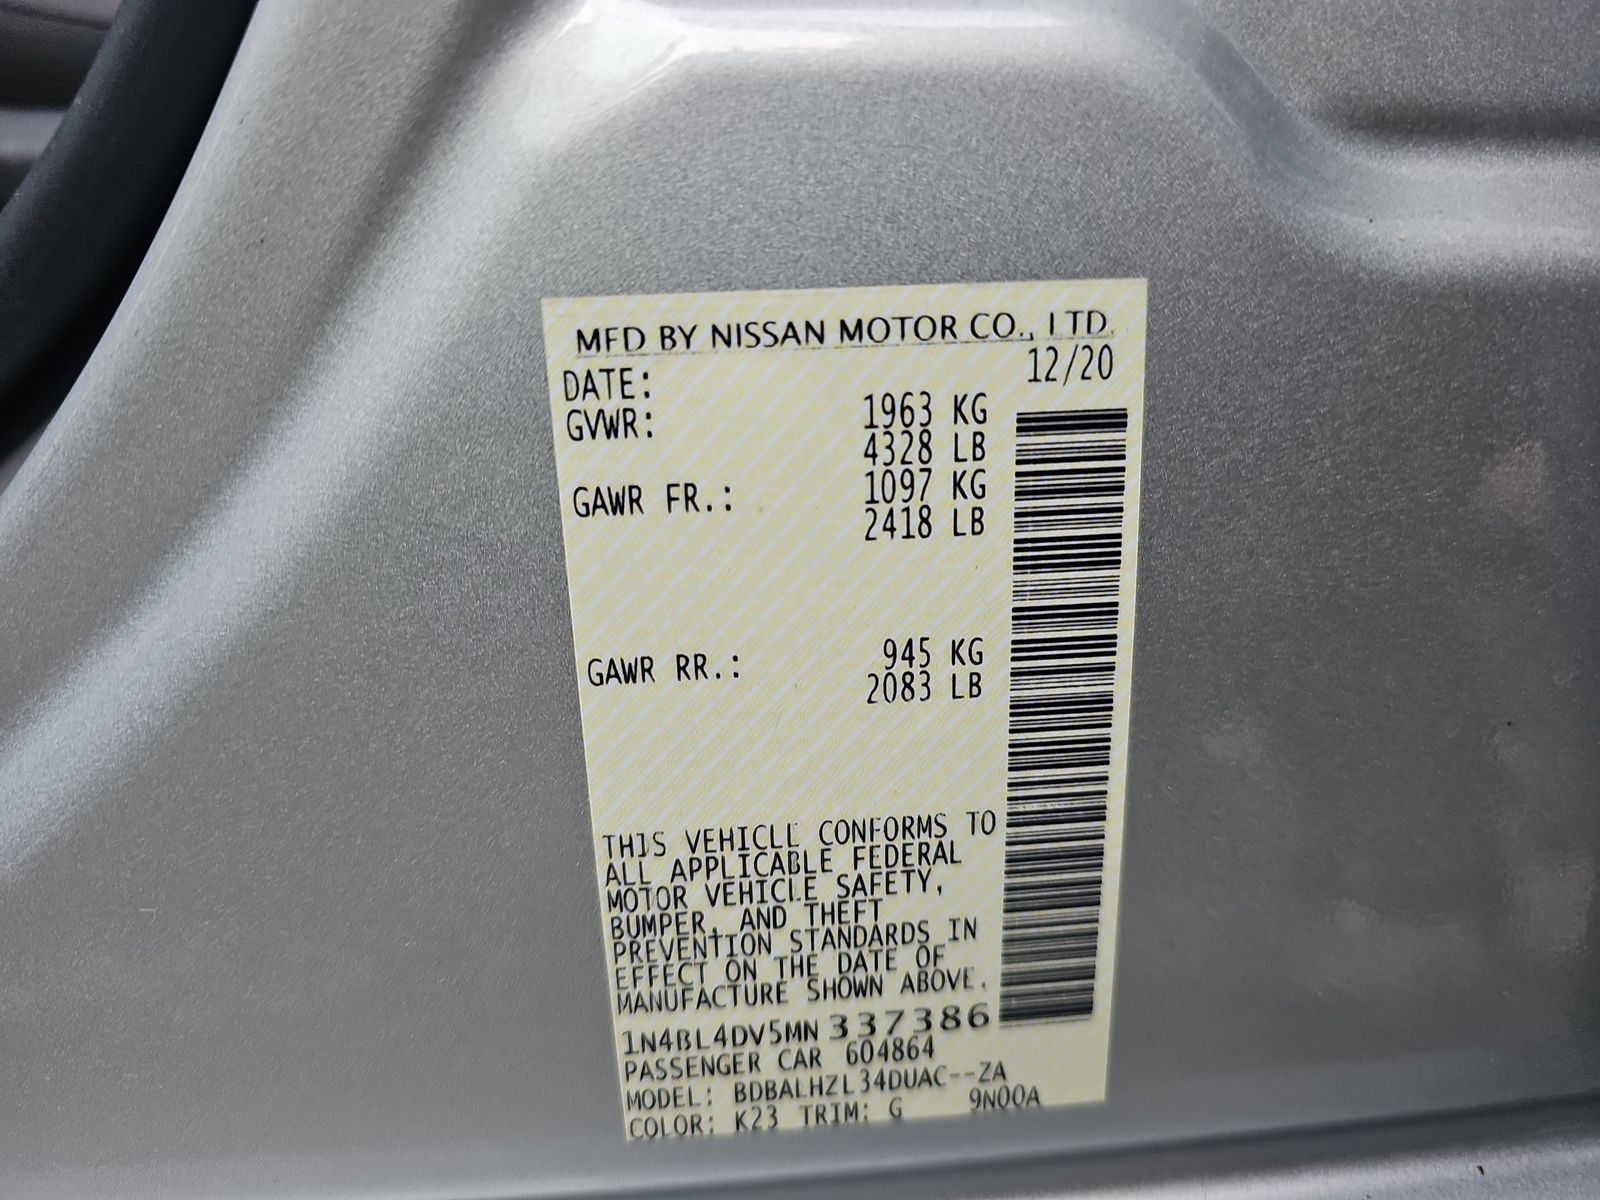 MFD BY NISSAN MOTOR CO., LTD.
DATE: 12/20
GVWR: 1963 KG
4328 LB
GAWR FR.: 1097 KG
2418 LB
GAWR RR.: 945 KG
2083 LB
THIS VEHICLE CONFORMS TO
ALL APPLICABLE FEDERAL
MOTOR VEHICLE SAFETY,
BUMPER, AND THEFT
PREVENTION STANDARDS IN
EFFECT ON THE DATE OF
MANUFACTURE SHOWN ABOVE.
1N4BL4DV5MN337386
PASSENGER CAR 604864
MODEL: BDBALHZL34DUAC--ZA
COLOR: K23 TRIM: G 9N00A